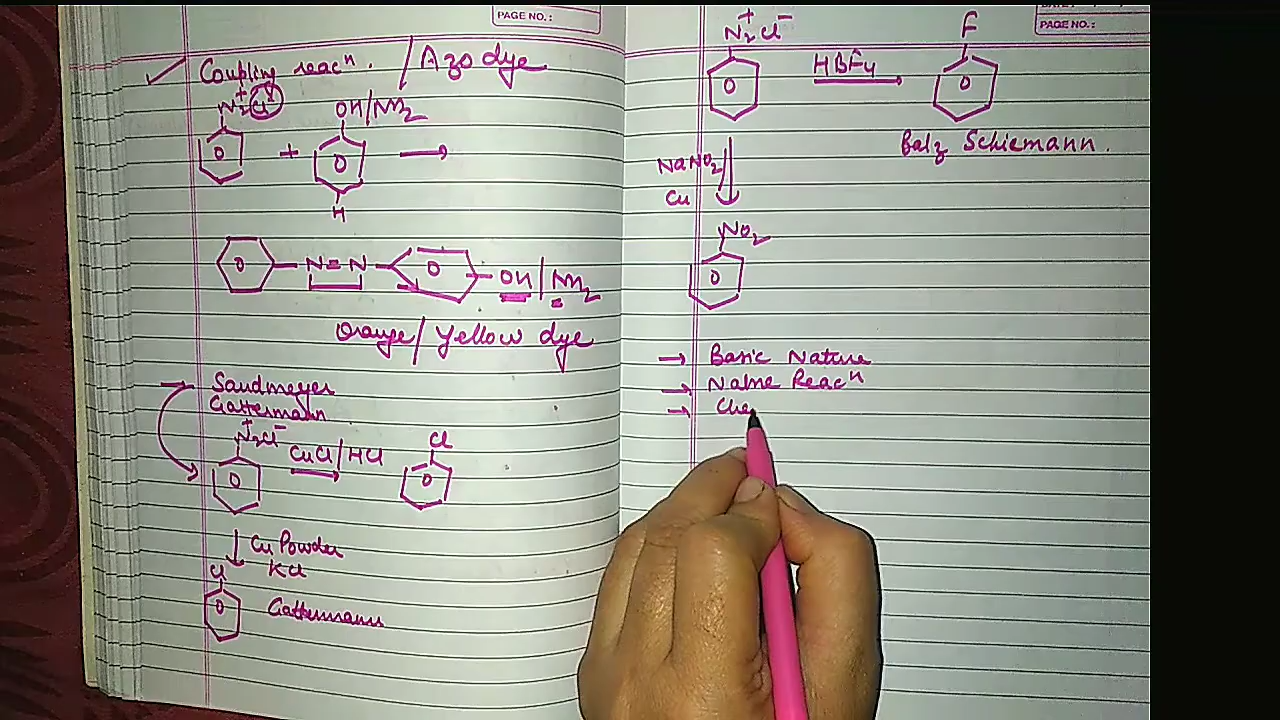 PAGE NO.:
Coupling reacⁿ. / Azo dye
N₂⁺Cl⁻
OH/NH₂
+
H
N=N
OH/NH₂
Orange/Yellow dye
→ Sandmeyer
Gattermann
N₂⁺Cl⁻
CuCl/HCl
Cl
Cu Powder
KCl
Cl
Gattermann
PAGE NO.:
N₂⁺Cl⁻
HBF₄
F
Balz Schiemann.
NaNO₂/
Cu
NO₂
→ Basic Nature
→ Name Reacⁿ
→ Che